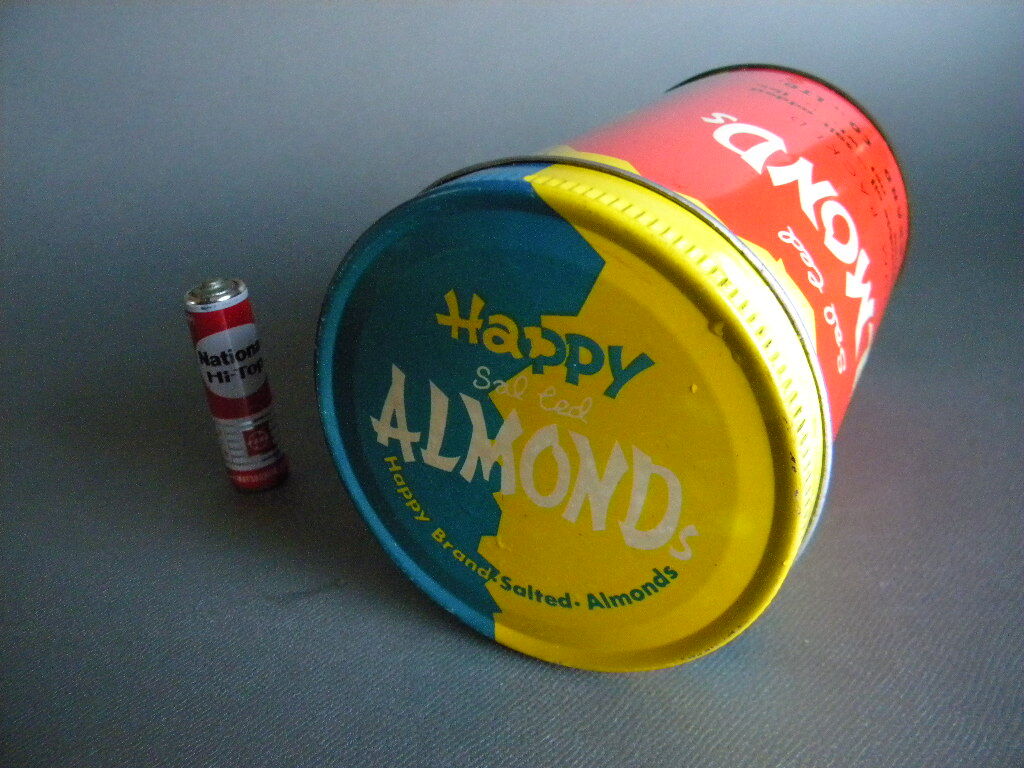 National
Hi-Top
Happy
Salted
ALMONDs
Happy Brand·Salted·Almonds
Salted
MONDs